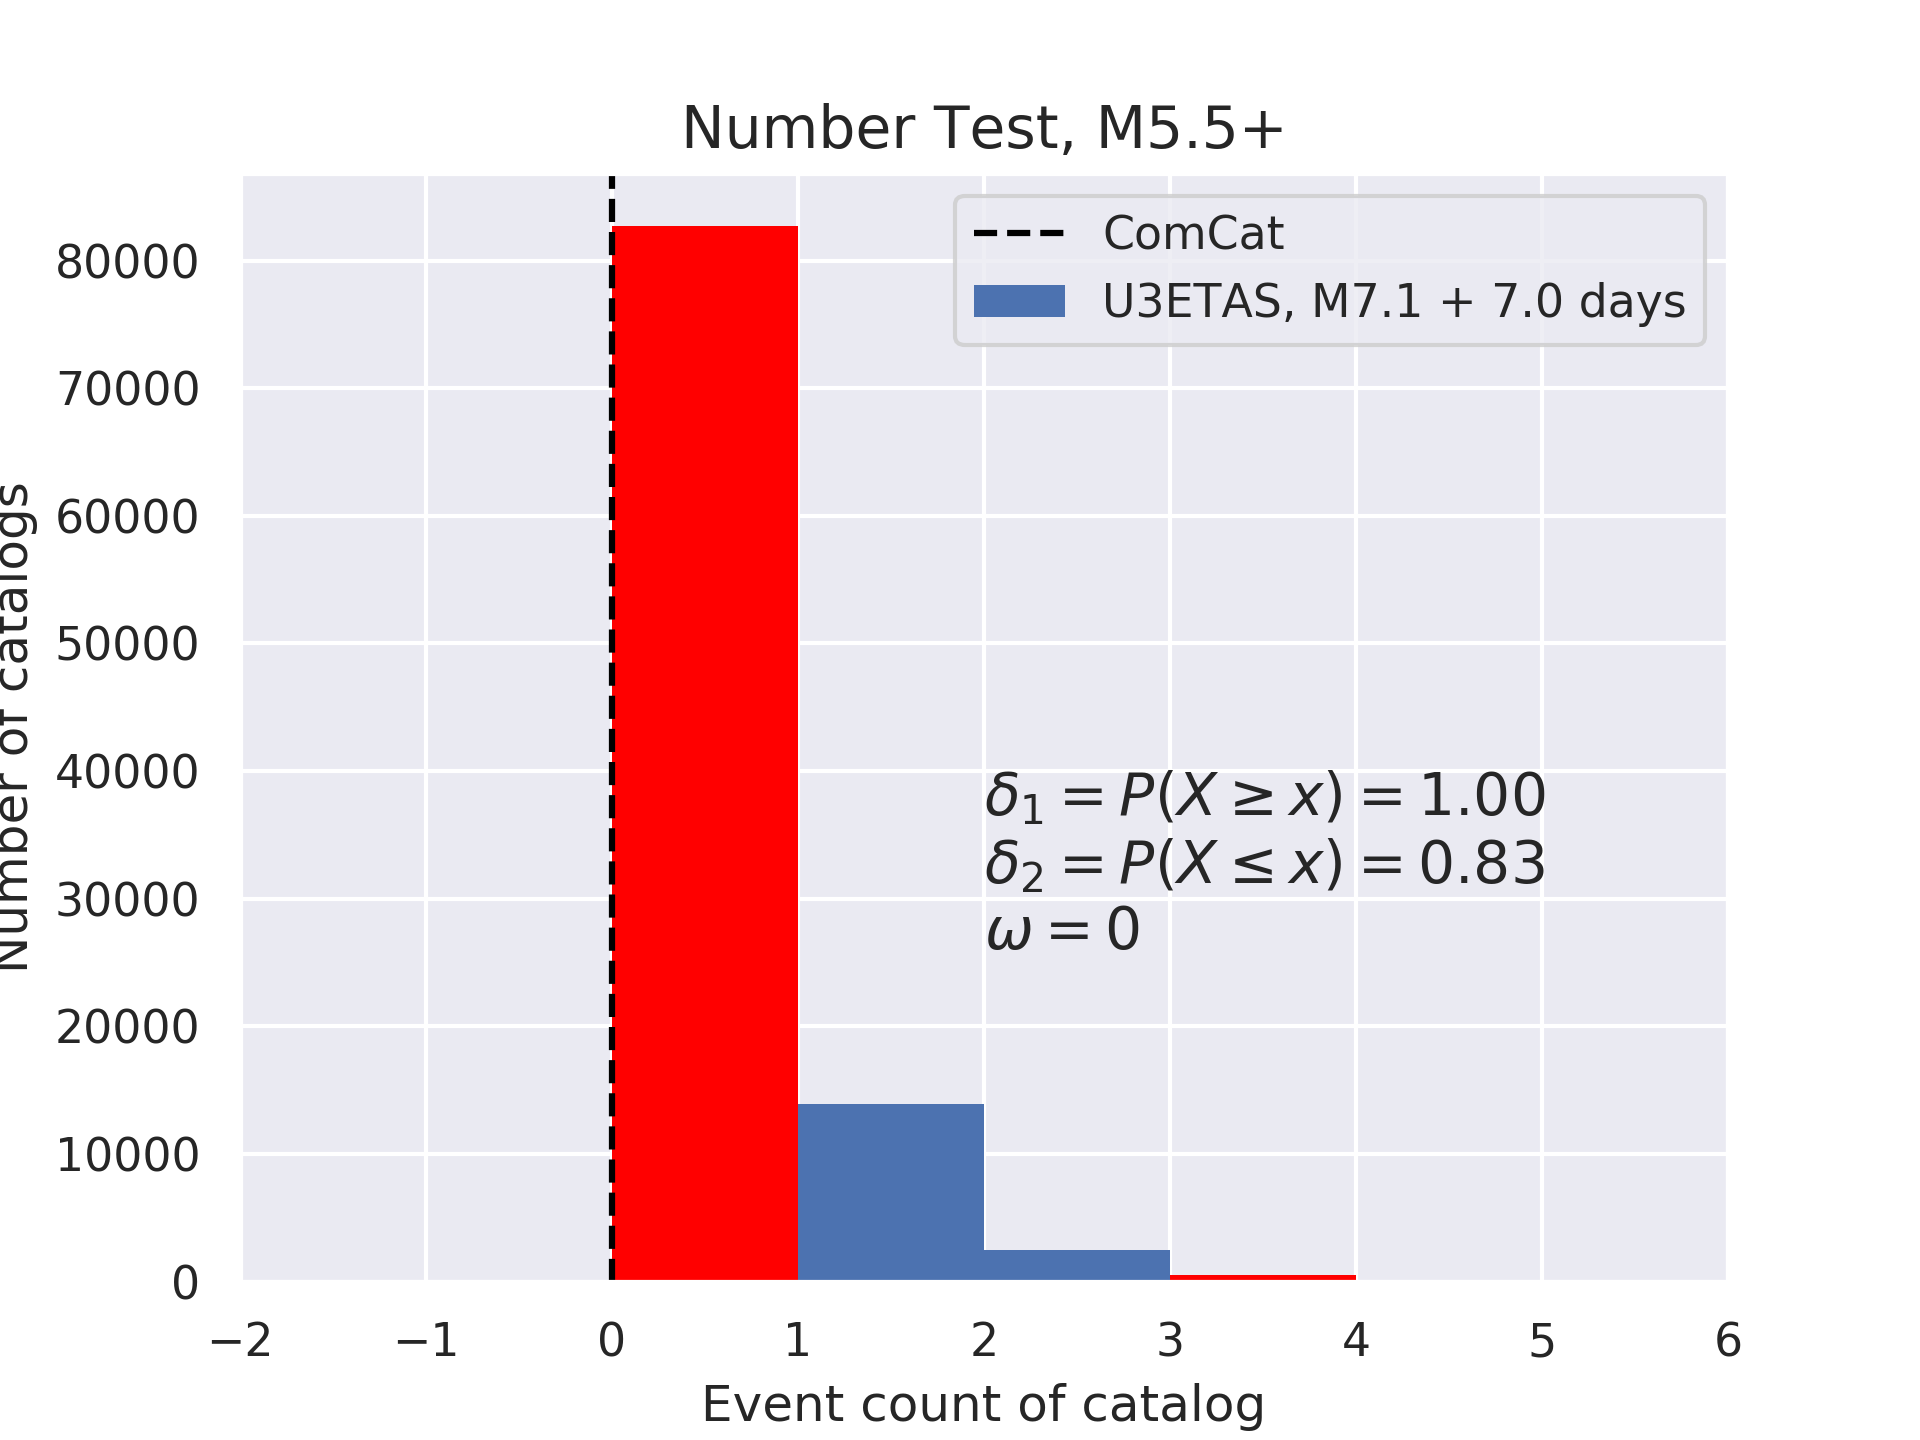 Number Test, M5.5+
ComCat
U3ETAS, M7.1 + 7.0 days
80000
70000
60000
50000
40000
30000
20000
10000
0
Number of catalogs
δ₁ = P(X ≥ x) = 1.00
δ₂ = P(X ≤ x) = 0.83
ω = 0
−2 −1 0 1 2 3 4 5 6
Event count of catalog